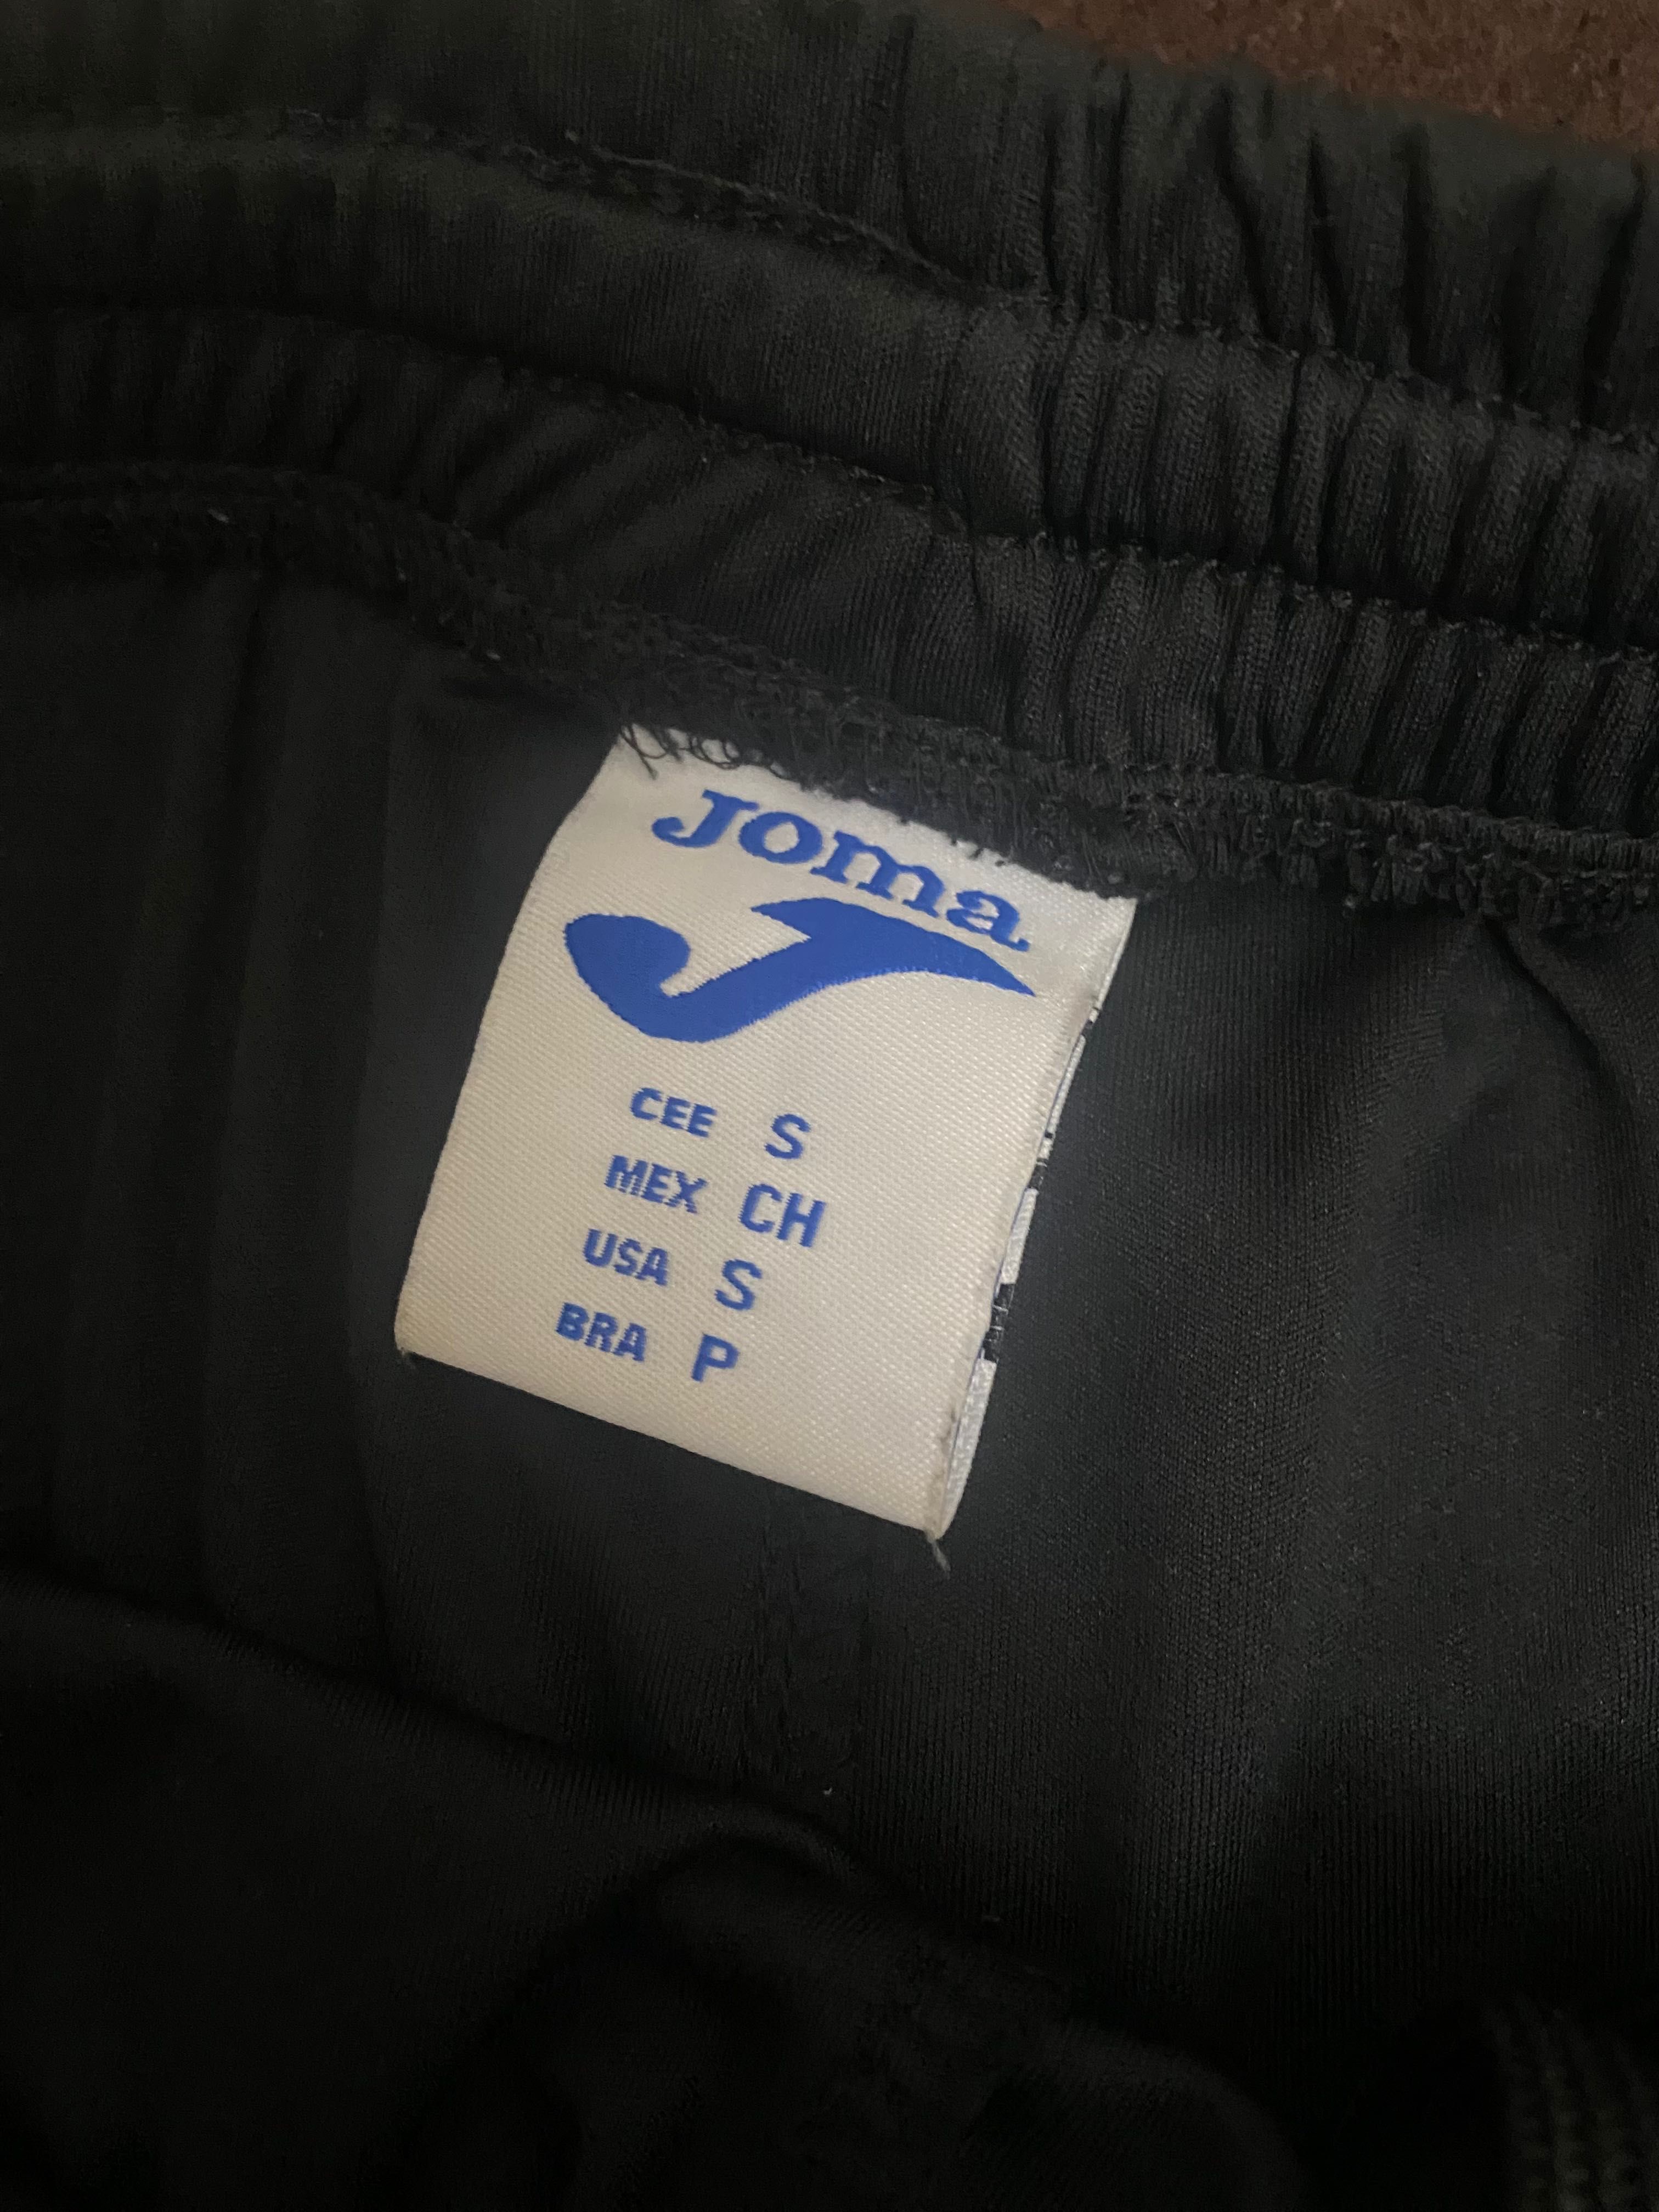 Joma
CEE S
MEX CH
USA S
BRA P